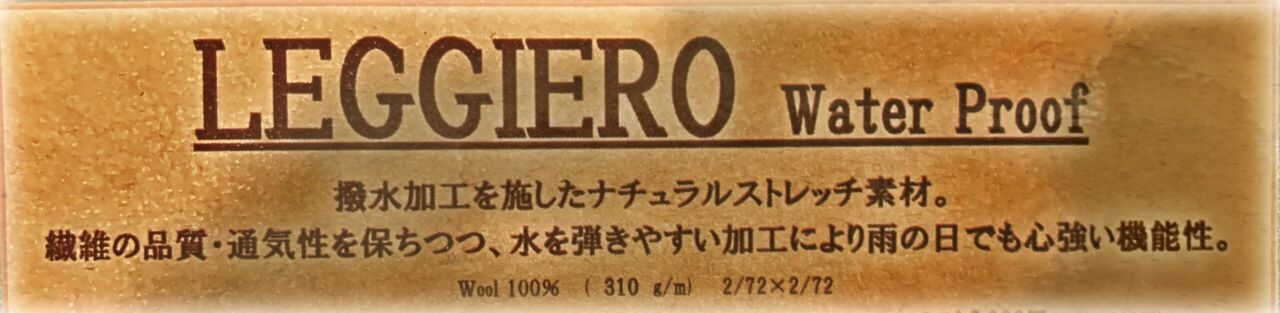 LEGGIERO Water Proof
撥水加工を施したナチュラルストレッチ素材。
繊維の品質・通気性を保ちつつ、水を弾きやすい加工により雨の日でも心強い機能性。
Wool 100% ( 310 g/m) 2/72×2/72